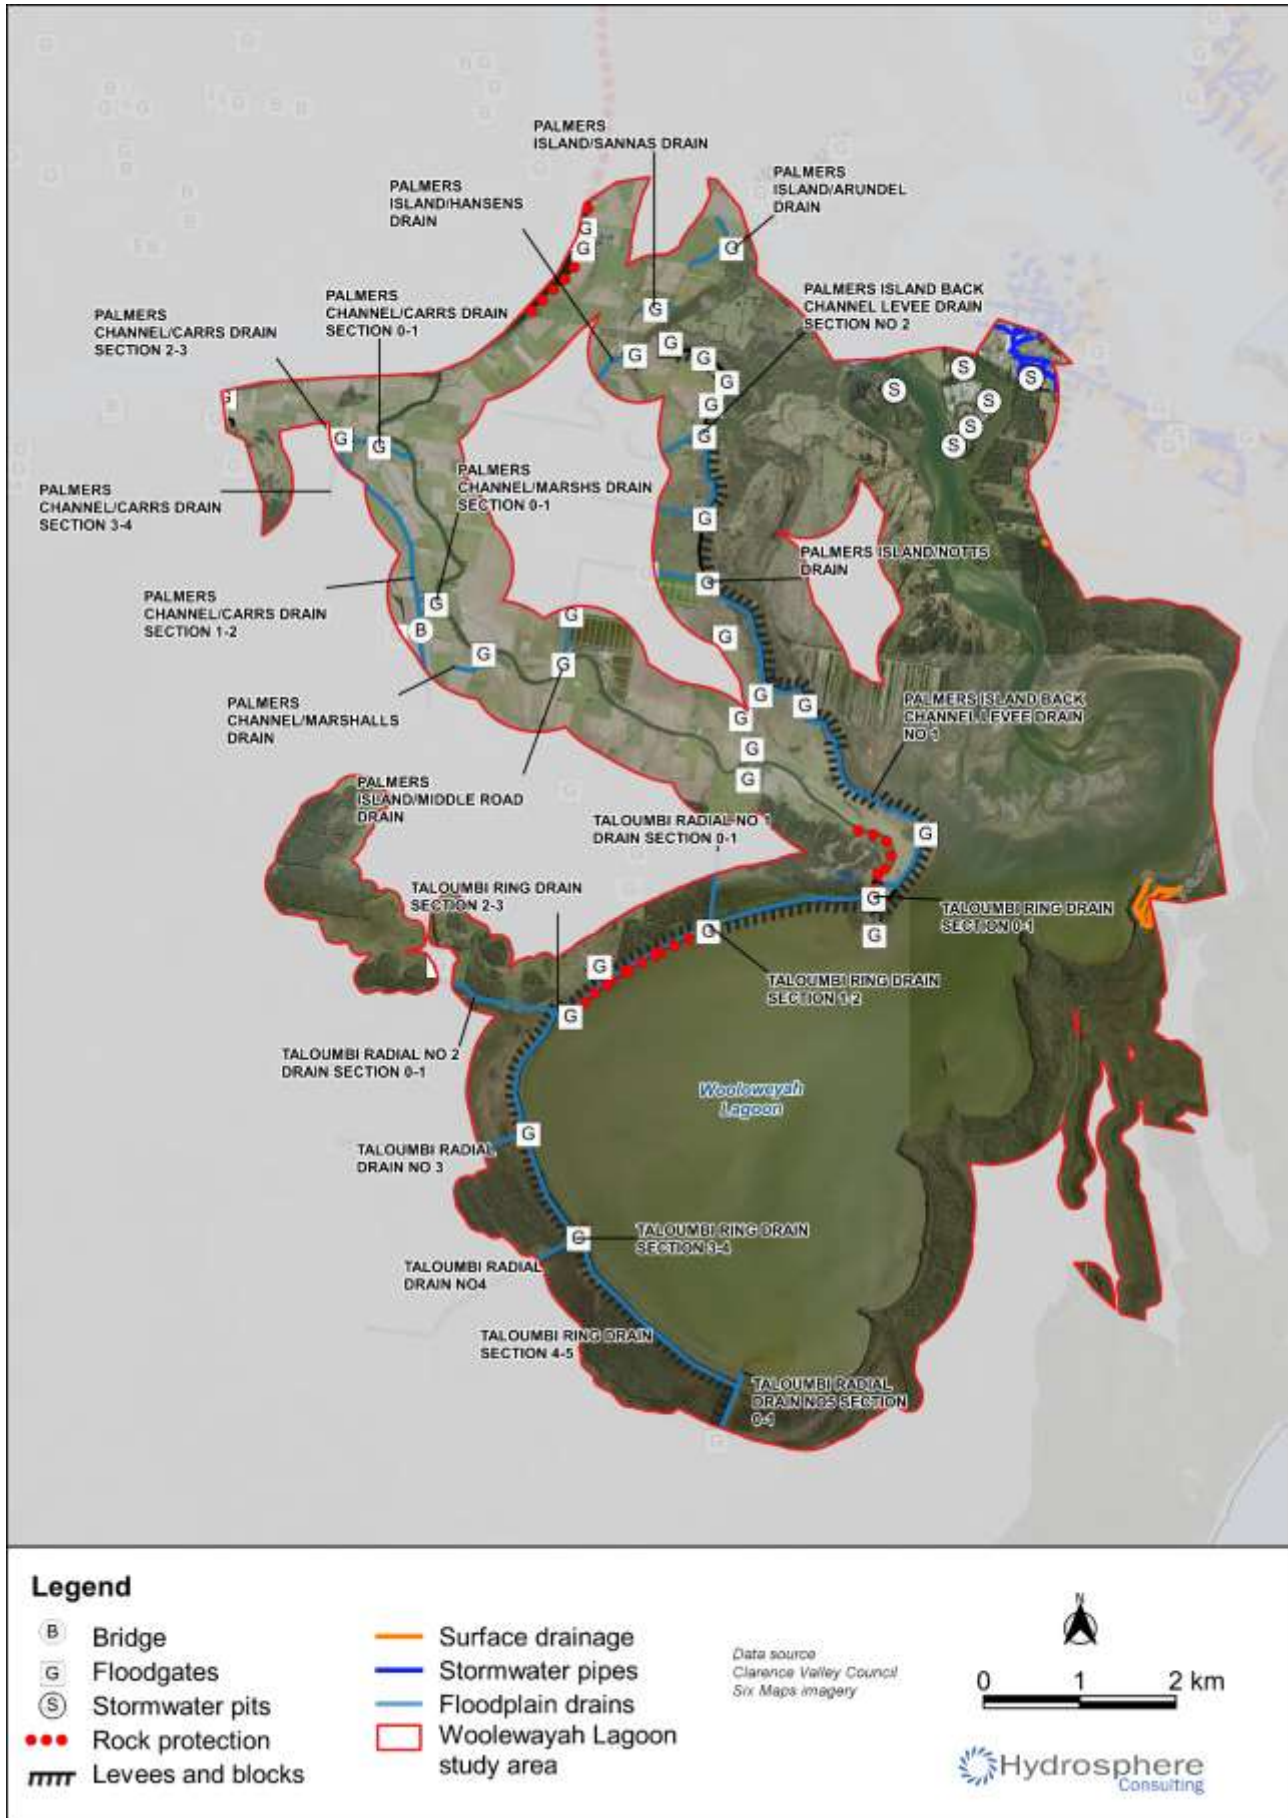 PALMERS
ISLAND/SANNAS DRAIN
PALMERS
ISLAND/ARUNDEL
DRAIN
PALMERS
ISLAND/HANSENS
DRAIN
PALMERS ISLAND BACK
CHANNEL LEVEE DRAIN
SECTION NO 2
PALMERS
CHANNEL/CARRS DRAIN
SECTION 0-1
PALMERS
CHANNEL/CARRS DRAIN
SECTION 2-3
PALMERS
CHANNEL/MARSHS DRAIN
SECTION 0-1
PALMERS
CHANNEL/CARRS DRAIN
SECTION 3-4
PALMERS ISLAND/NOTTS
DRAIN
PALMERS
CHANNEL/CARRS DRAIN
SECTION 1-2
PALMERS
CHANNEL/MARSHALLS
DRAIN
PALMERS ISLAND BACK
CHANNEL LEVEE DRAIN
NO 1
PALMERS
ISLAND/MIDDLE ROAD
DRAIN
TALOUMBI RADIAL NO 1
DRAIN SECTION 0-1
TALOUMBI RING DRAIN
SECTION 2-3
TALOUMBI RING DRAIN
SECTION 0-1
TALOUMBI RING DRAIN
SECTION 1-2
TALOUMBI RADIAL NO 2
DRAIN SECTION 0-1
Wooloweyah
Lagoon
TALOUMBI RADIAL
DRAIN NO 3
TALOUMBI RING DRAIN
SECTION 3-4
TALOUMBI RADIAL
DRAIN NO4
TALOUMBI RING DRAIN
SECTION 4-5
TALOUMBI RADIAL
DRAIN NO5 SECTION
0-1
Legend
B Bridge
G Floodgates
S Stormwater pits
Rock protection
Levees and blocks
Surface drainage
Stormwater pipes
Floodplain drains
Woolewayah Lagoon
study area
Data source
Clarence Valley Council
Six Maps imagery
N
0 1 2 km
Hydrosphere
Consulting